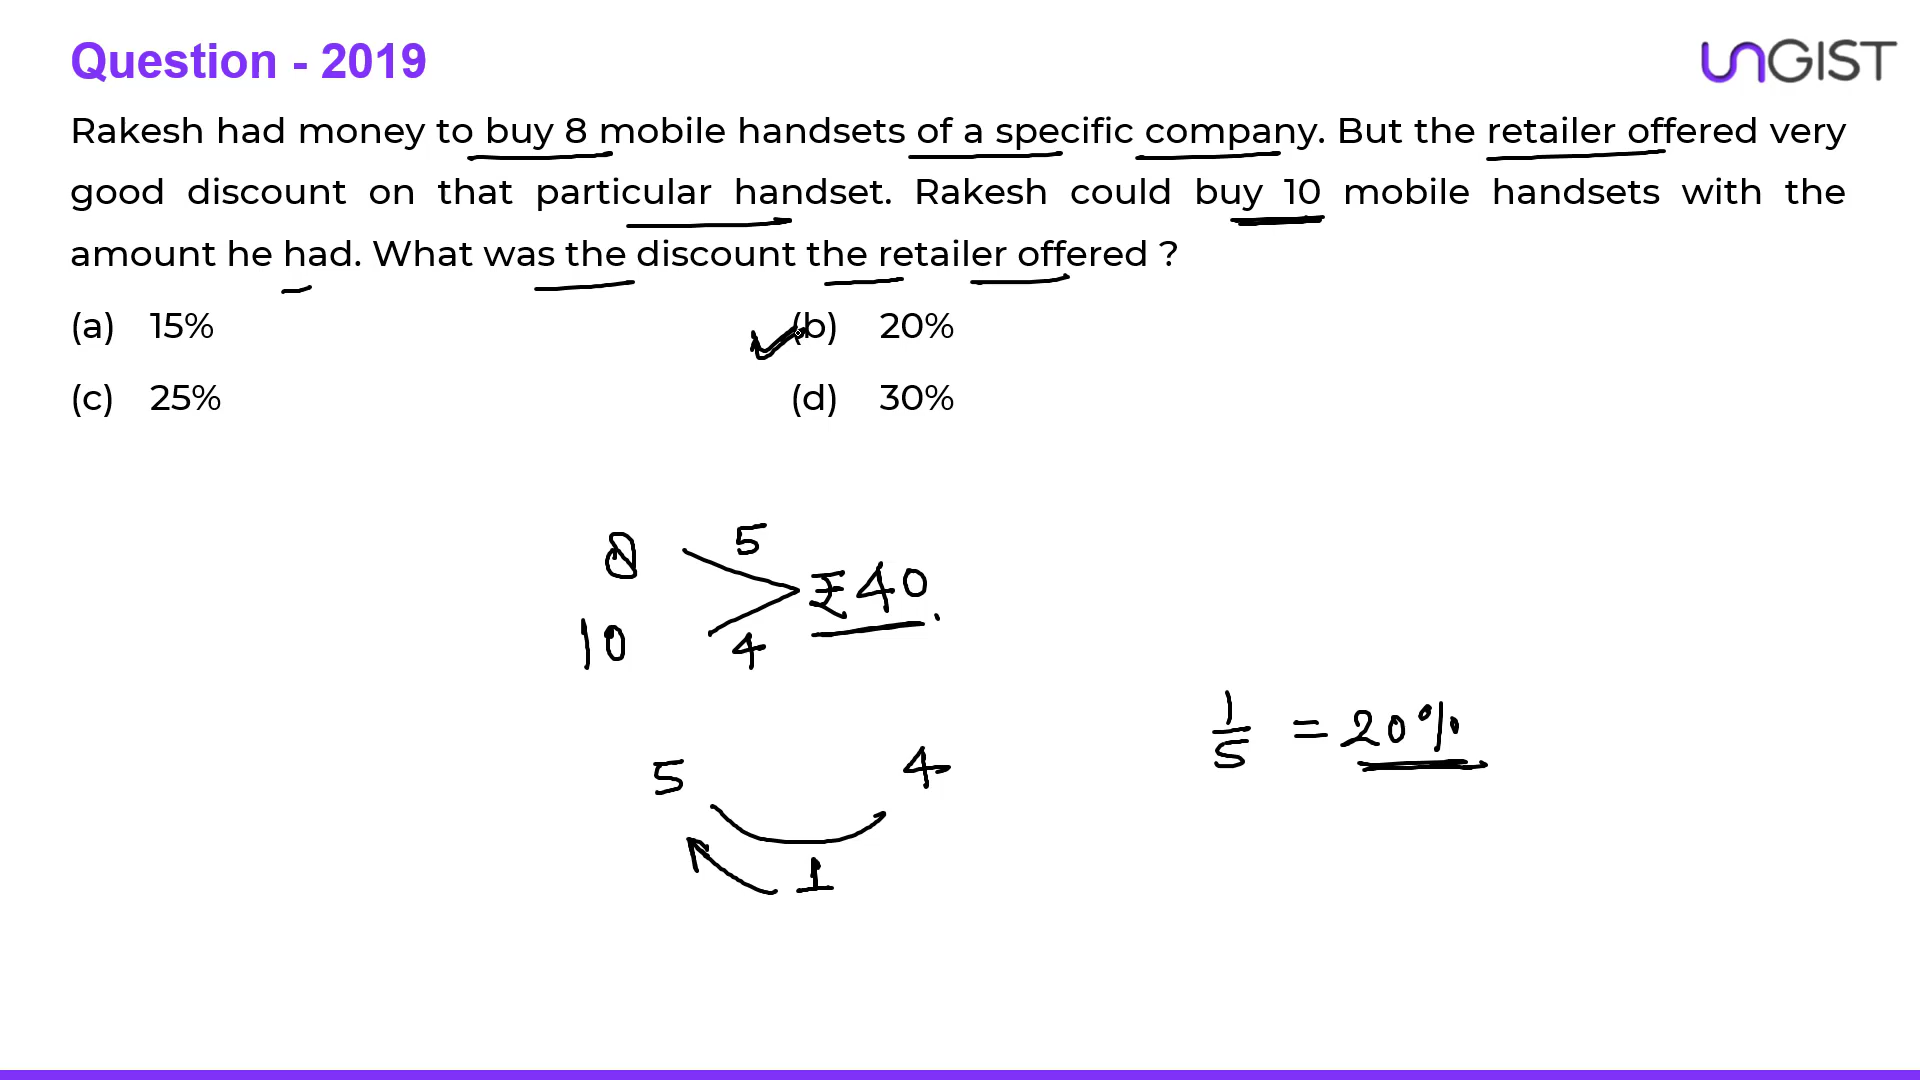 Question - 2019
UNGIST
Rakesh had money to buy 8 mobile handsets of a specific company. But the retailer offered very
good discount on that particular handset. Rakesh could buy 10 mobile handsets with the
amount he had. What was the discount the retailer offered ?
(a) 15%
(b) 20%
(c) 25%
(d) 30%
8 5
₹40.
10 4
1/5 = 20%
5 4
1